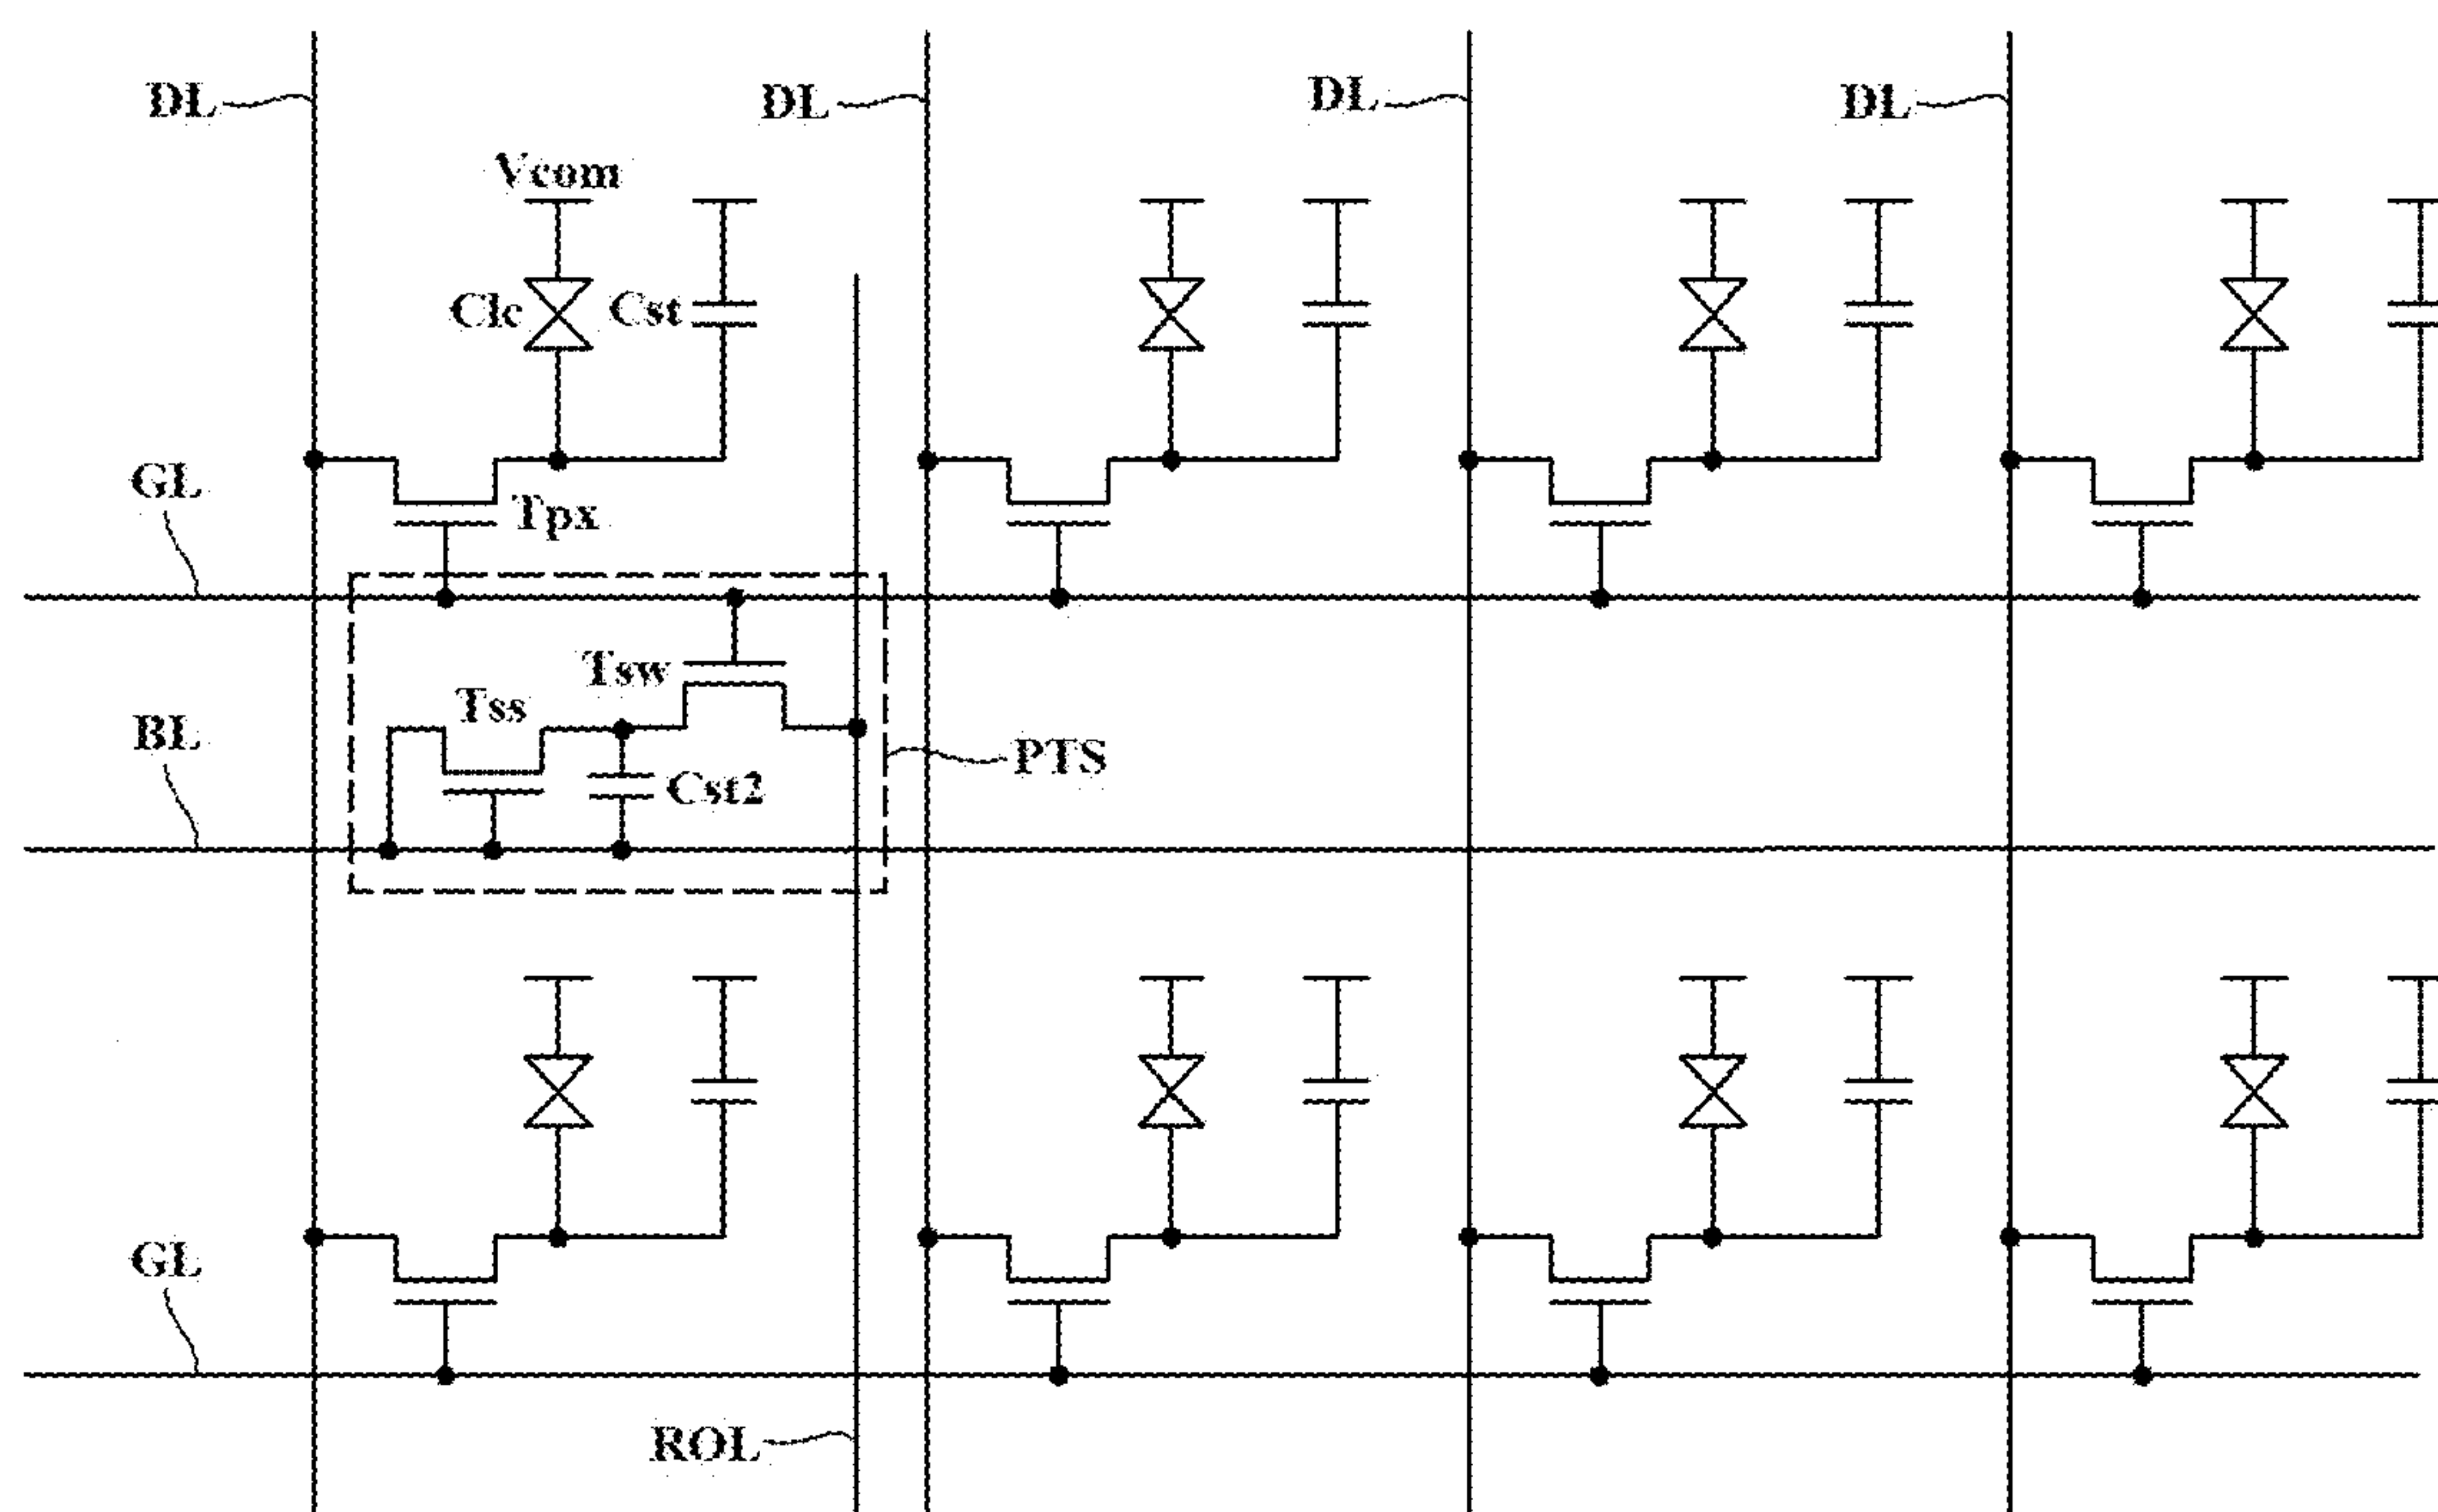 DL
DL
DL
DL
Vcom
Clc
Cst
GL
Tpx
Tsw
Tss
BL
PTS
Cst2
GL
ROL